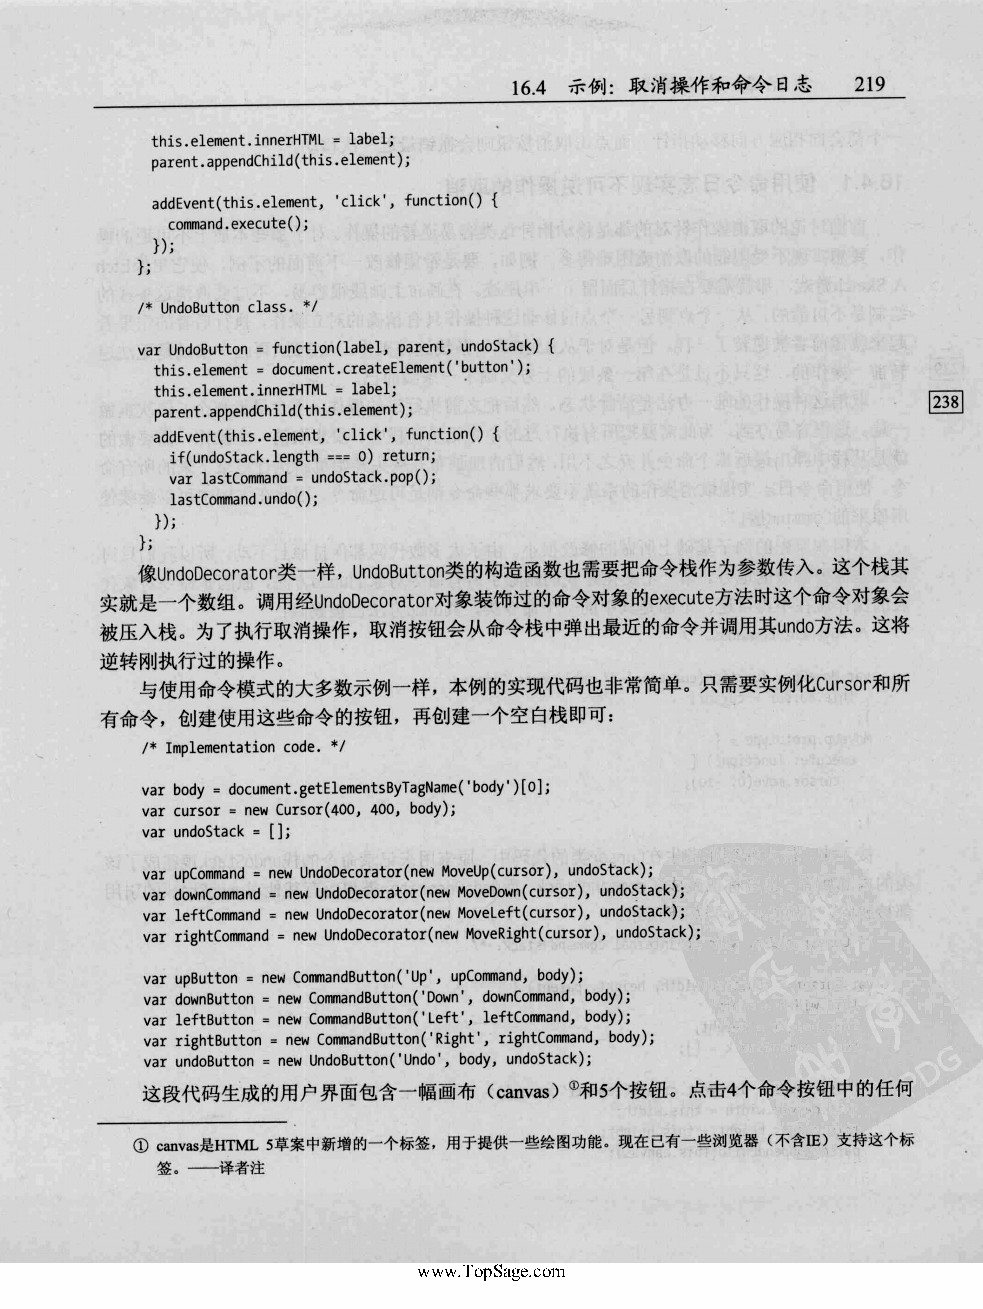 16.4 示例：取消操作和命令日志 219
this.element.innerHTML = label;
parent.appendChild(this.element);
addEvent(this.element, 'click', function() {
command.execute();
});
};
/* UndoButton class. */
var UndoButton = function(label, parent, undoStack) {
this.element = document.createElement('button');
this.element.innerHTML = label;
238
parent.appendChild(this.element);
addEvent(this.element, 'click', function() {
if(undoStack.length === 0) return;
var lastCommand = undoStack.pop();
lastCommand.undo();
});
};
像UndoDecorator类一样，UndoButton类的构造函数也需要把命令栈作为参数传入。这个栈其
实就是一个数组。调用经UndoDecorator对象装饰过的命令对象的execute方法时这个命令对象会
被压入栈。为了执行取消操作，取消按钮会从命令栈中弹出最近的命令并调用其undo方法。这将
逆转刚执行过的操作。
与使用命令模式的大多数示例一样，本例的实现代码也非常简单。只需要实例化Cursor和所
有命令，创建使用这些命令的按钮，再创建一个空白栈即可：
/* Implementation code. */
var body = document.getElementsByTagName('body')[0];
var cursor = new Cursor(400, 400, body);
var undoStack = [];
var upCommand = new UndoDecorator(new MoveUp(cursor), undoStack);
var downCommand = new UndoDecorator(new MoveDown(cursor), undoStack);
var leftCommand = new UndoDecorator(new MoveLeft(cursor), undoStack);
var rightCommand = new UndoDecorator(new MoveRight(cursor), undoStack);
var upButton = new CommandButton('Up', upCommand, body);
var downButton = new CommandButton('Down', downCommand, body);
var leftButton = new CommandButton('Left', leftCommand, body);
var rightButton = new CommandButton('Right', rightCommand, body);
var undoButton = new UndoButton('Undo', body, undoStack);
这段代码生成的用户界面包含一幅画布（canvas）①和5个按钮。点击4个命令按钮中的任何
① canvas是HTML 5草案中新增的一个标签，用于提供一些绘图功能。现在已有一些浏览器（不含IE）支持这个标
签。——译者注
www.TopSage.com